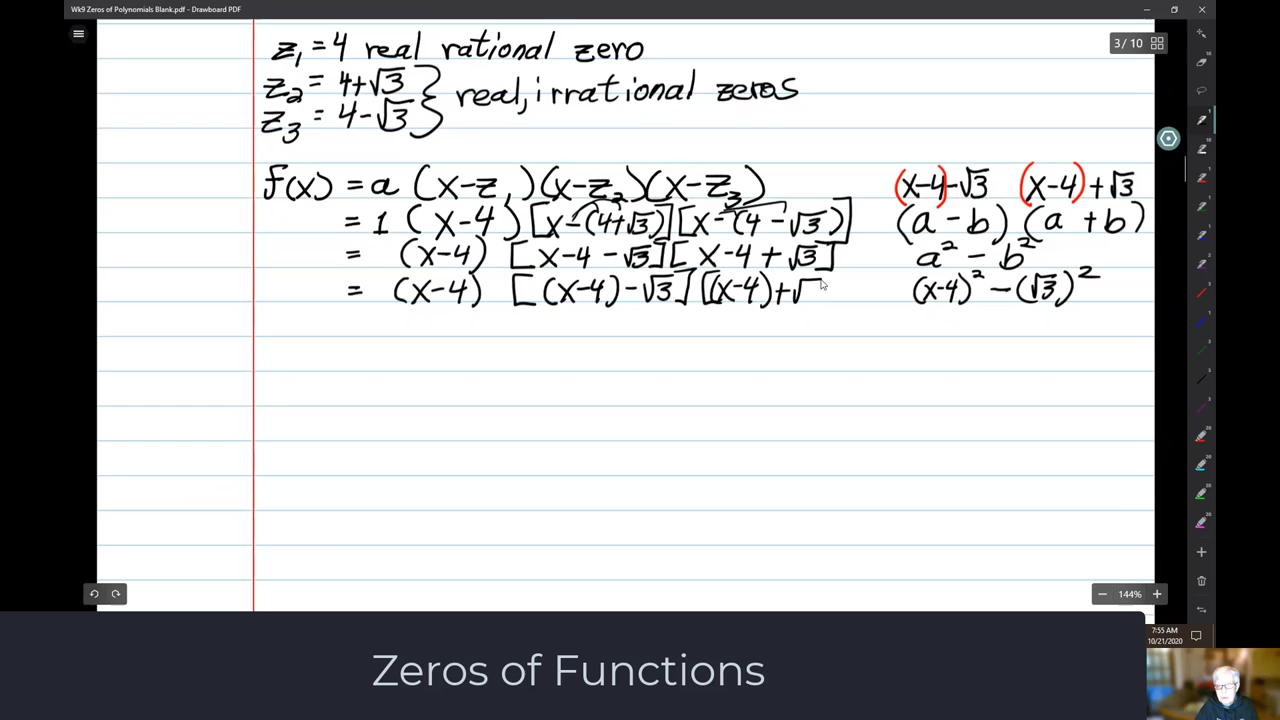 Wk9 Zeros of Polynomials Blank.pdf - Drawboard PDF
3/10
z₁ = 4 real rational zero
z₂ = 4+√3 } real, irrational zeros
z₃ = 4-√3
f(x) = a (x-z₁)(x-z₂)(x-z₃)
= 1 (x-4) [x-(4+√3)][x-(4-√3)]
= (x-4) [x-4-√3][x-4+√3]
= (x-4) [(x-4)-√3][(x-4)+√
(x-4)-√3 (x-4)+√3
(a-b)(a+b)
a² - b²
(x-4)² - (√3)²
144%
7:55 AM
10/21/2020
Zeros of Functions